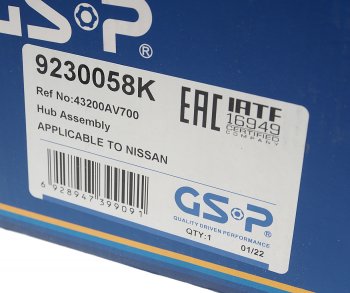 GSP®
9230058K
Ref No:43200AV700
Hub Assembly
APPLICABLE TO NISSAN
EAC
IATF
16949
CERTIFIED
COMPANY
6 928947 399091
GSP®
QUALITY DRIVEN PERFORMANCE
QTY:1
01/22